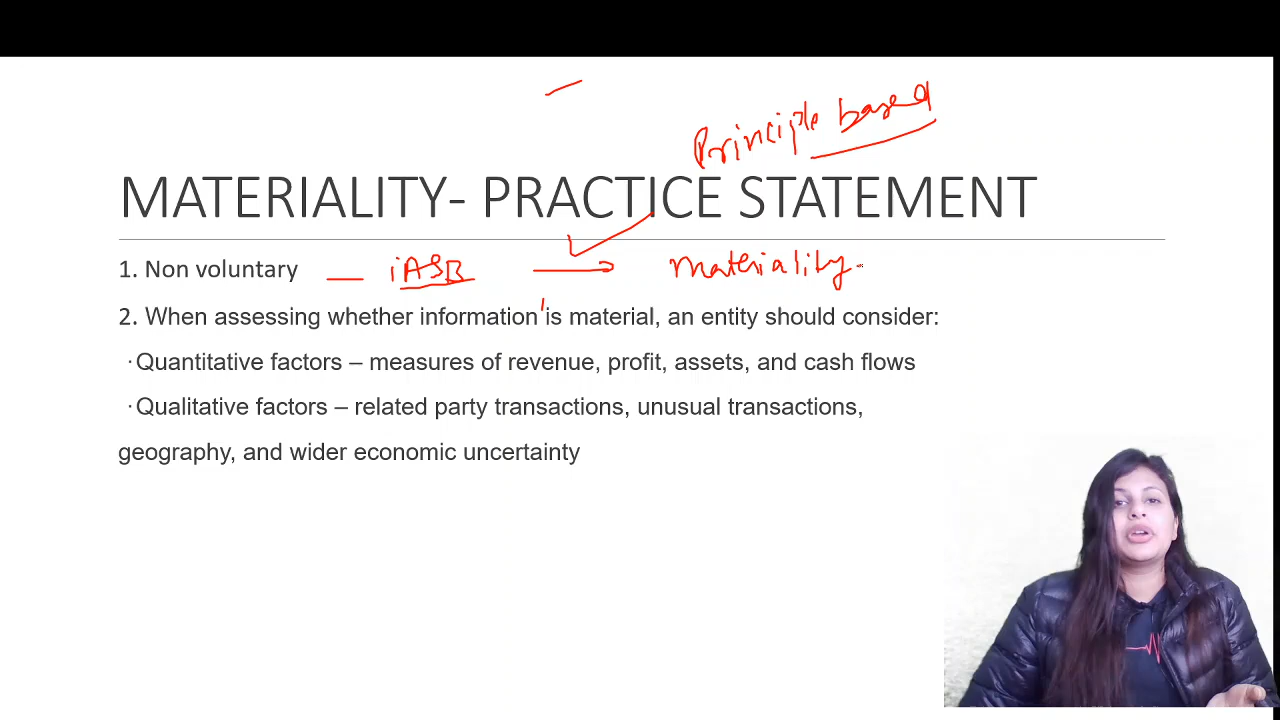 Principle based
MATERIALITY- PRACTICE STATEMENT
1. Non voluntary — iASB → Materiality-
2. When assessing whether information is material, an entity should consider:
·Quantitative factors – measures of revenue, profit, assets, and cash flows
·Qualitative factors – related party transactions, unusual transactions,
geography, and wider economic uncertainty